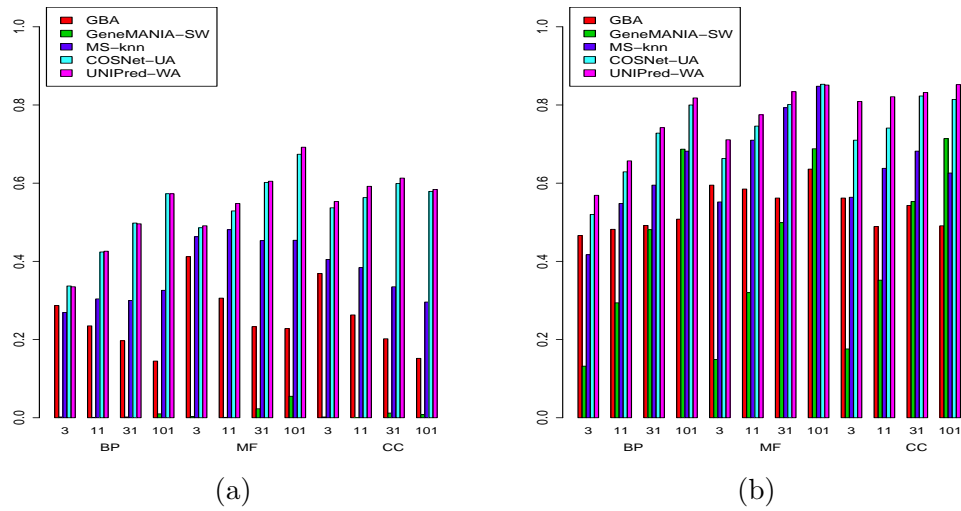 GBA
GeneMANIA-SW
MS-knn
COSNet-UA
UNIPred-WA
0.0 0.2 0.4 0.6 0.8 1.0
3 11 31 101 3 11 31 101 3 11 31 101
BP MF CC
(a)
GBA
GeneMANIA-SW
MS-knn
COSNet-UA
UNIPred-WA
0.0 0.2 0.4 0.6 0.8 1.0
3 11 31 101 3 11 31 101 3 11 31 101
BP MF CC
(b)